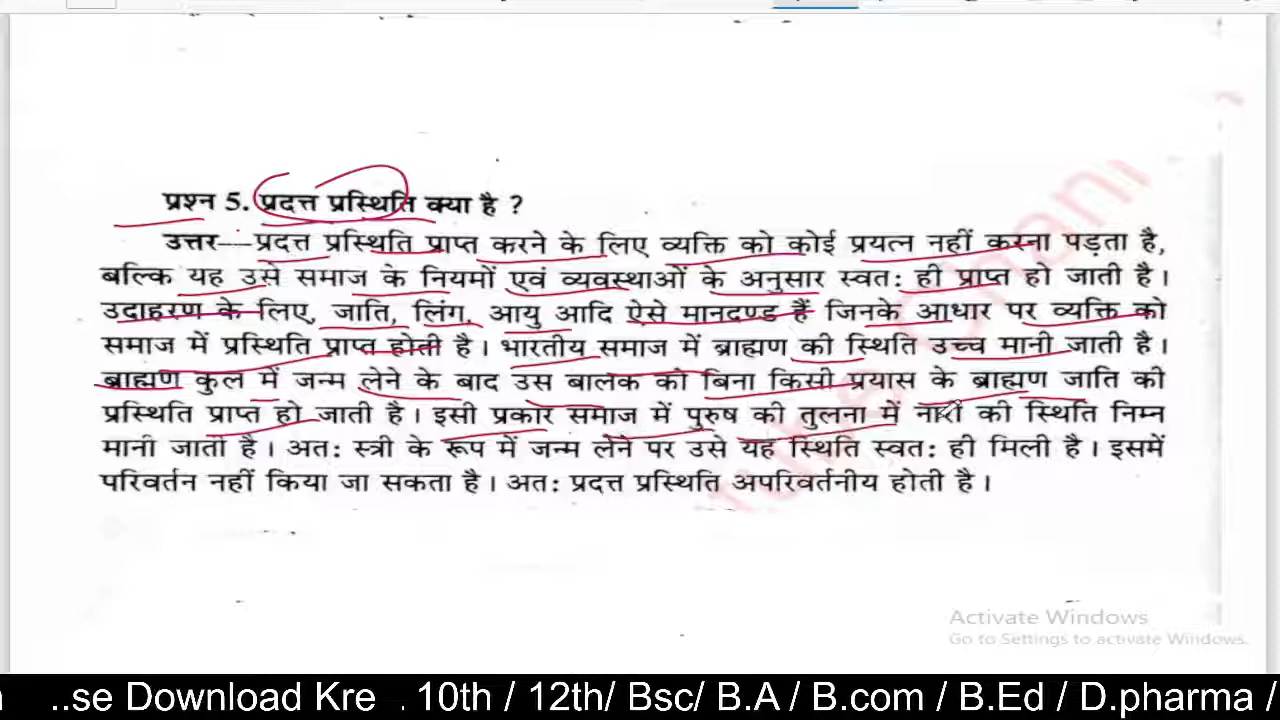 प्रश्न 5. प्रदत्त प्रस्थिति क्या है ?
उत्तर— प्रदत्त प्रस्थिति प्राप्त करने के लिए व्यक्ति को कोई प्रयत्न नहीं करना पड़ता है,
बल्कि यह उसे समाज के नियमों एवं व्यवस्थाओं के अनुसार स्वत: ही प्राप्त हो जाती है।
उदाहरण के लिए, जाति, लिंग, आयु आदि ऐसे मानदण्ड हैं जिनके आधार पर व्यक्ति को
समाज में प्रस्थिति प्राप्त होती है। भारतीय समाज में ब्राह्मण की स्थिति उच्च मानी जाती है।
ब्राह्मण कुल में जन्म लेने के बाद उस बालक को बिना किसी प्रयास के ब्राह्मण जाति की
प्रस्थिति प्राप्त हो जाती है। इसी प्रकार समाज में पुरुष की तुलना में नारी की स्थिति निम्न
मानी जाती है। अत: स्त्री के रूप में जन्म लेने पर उसे यह स्थिति स्वत: ही मिली है। इसमें
परिवर्तन नहीं किया जा सकता है। अत: प्रदत्त प्रस्थिति अपरिवर्तनीय होती है।
Activate Windows
Go to Settings to activate Windows.
..se Download Kre . 10th / 12th/ Bsc/ B.A / B.com / B.Ed / D.pharma /